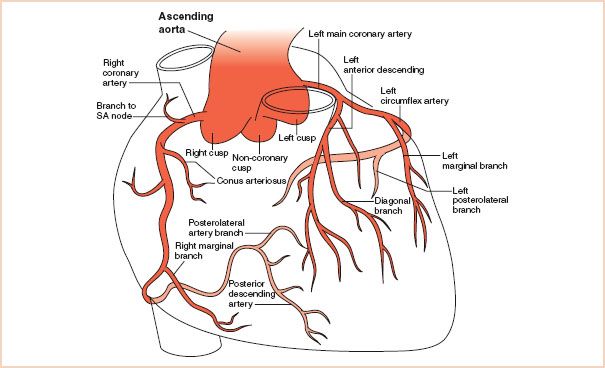 Ascending
aorta
Left main coronary artery
Right
coronary
artery
Left
anterior descending
Left
circumflex artery
Branch to
SA node
Right cusp
Non-coronary
cusp
Left cusp
Conus arteriosus
Left
marginal branch
Left
posterolateral
branch
Diagonal
branch
Posterolateral
artery branch
Right marginal
branch
Posterior
descending
artery